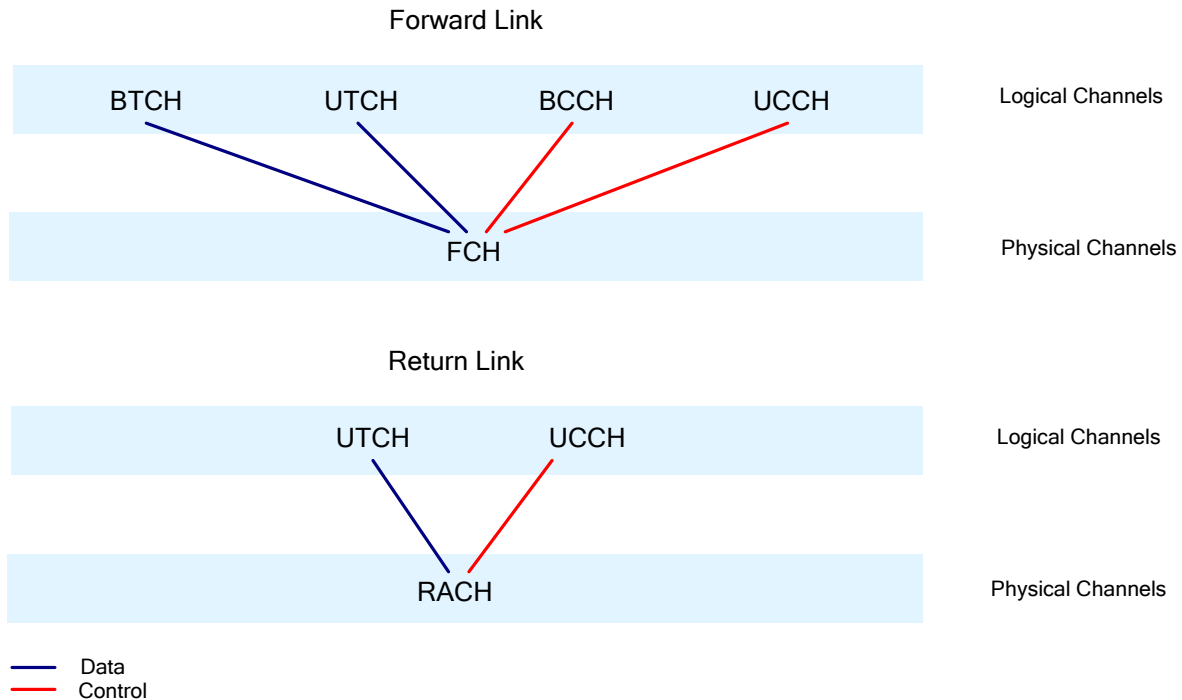 Forward Link
BTCH UTCH BCCH UCCH Logical Channels
FCH Physical Channels
Return Link
UTCH UCCH Logical Channels
RACH Physical Channels
Data
Control